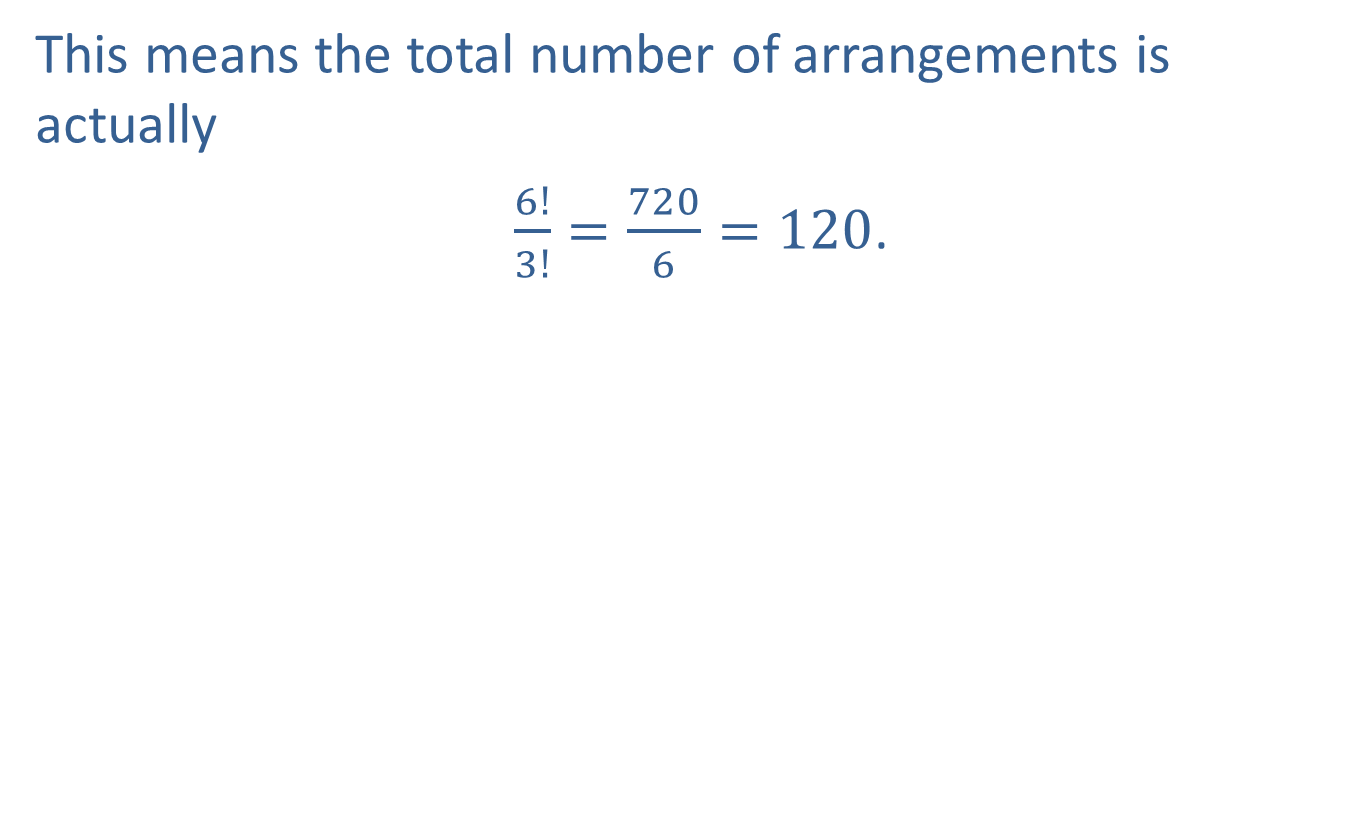 This means the total number of arrangements is
actually
6!/3! = 720/6 = 120.